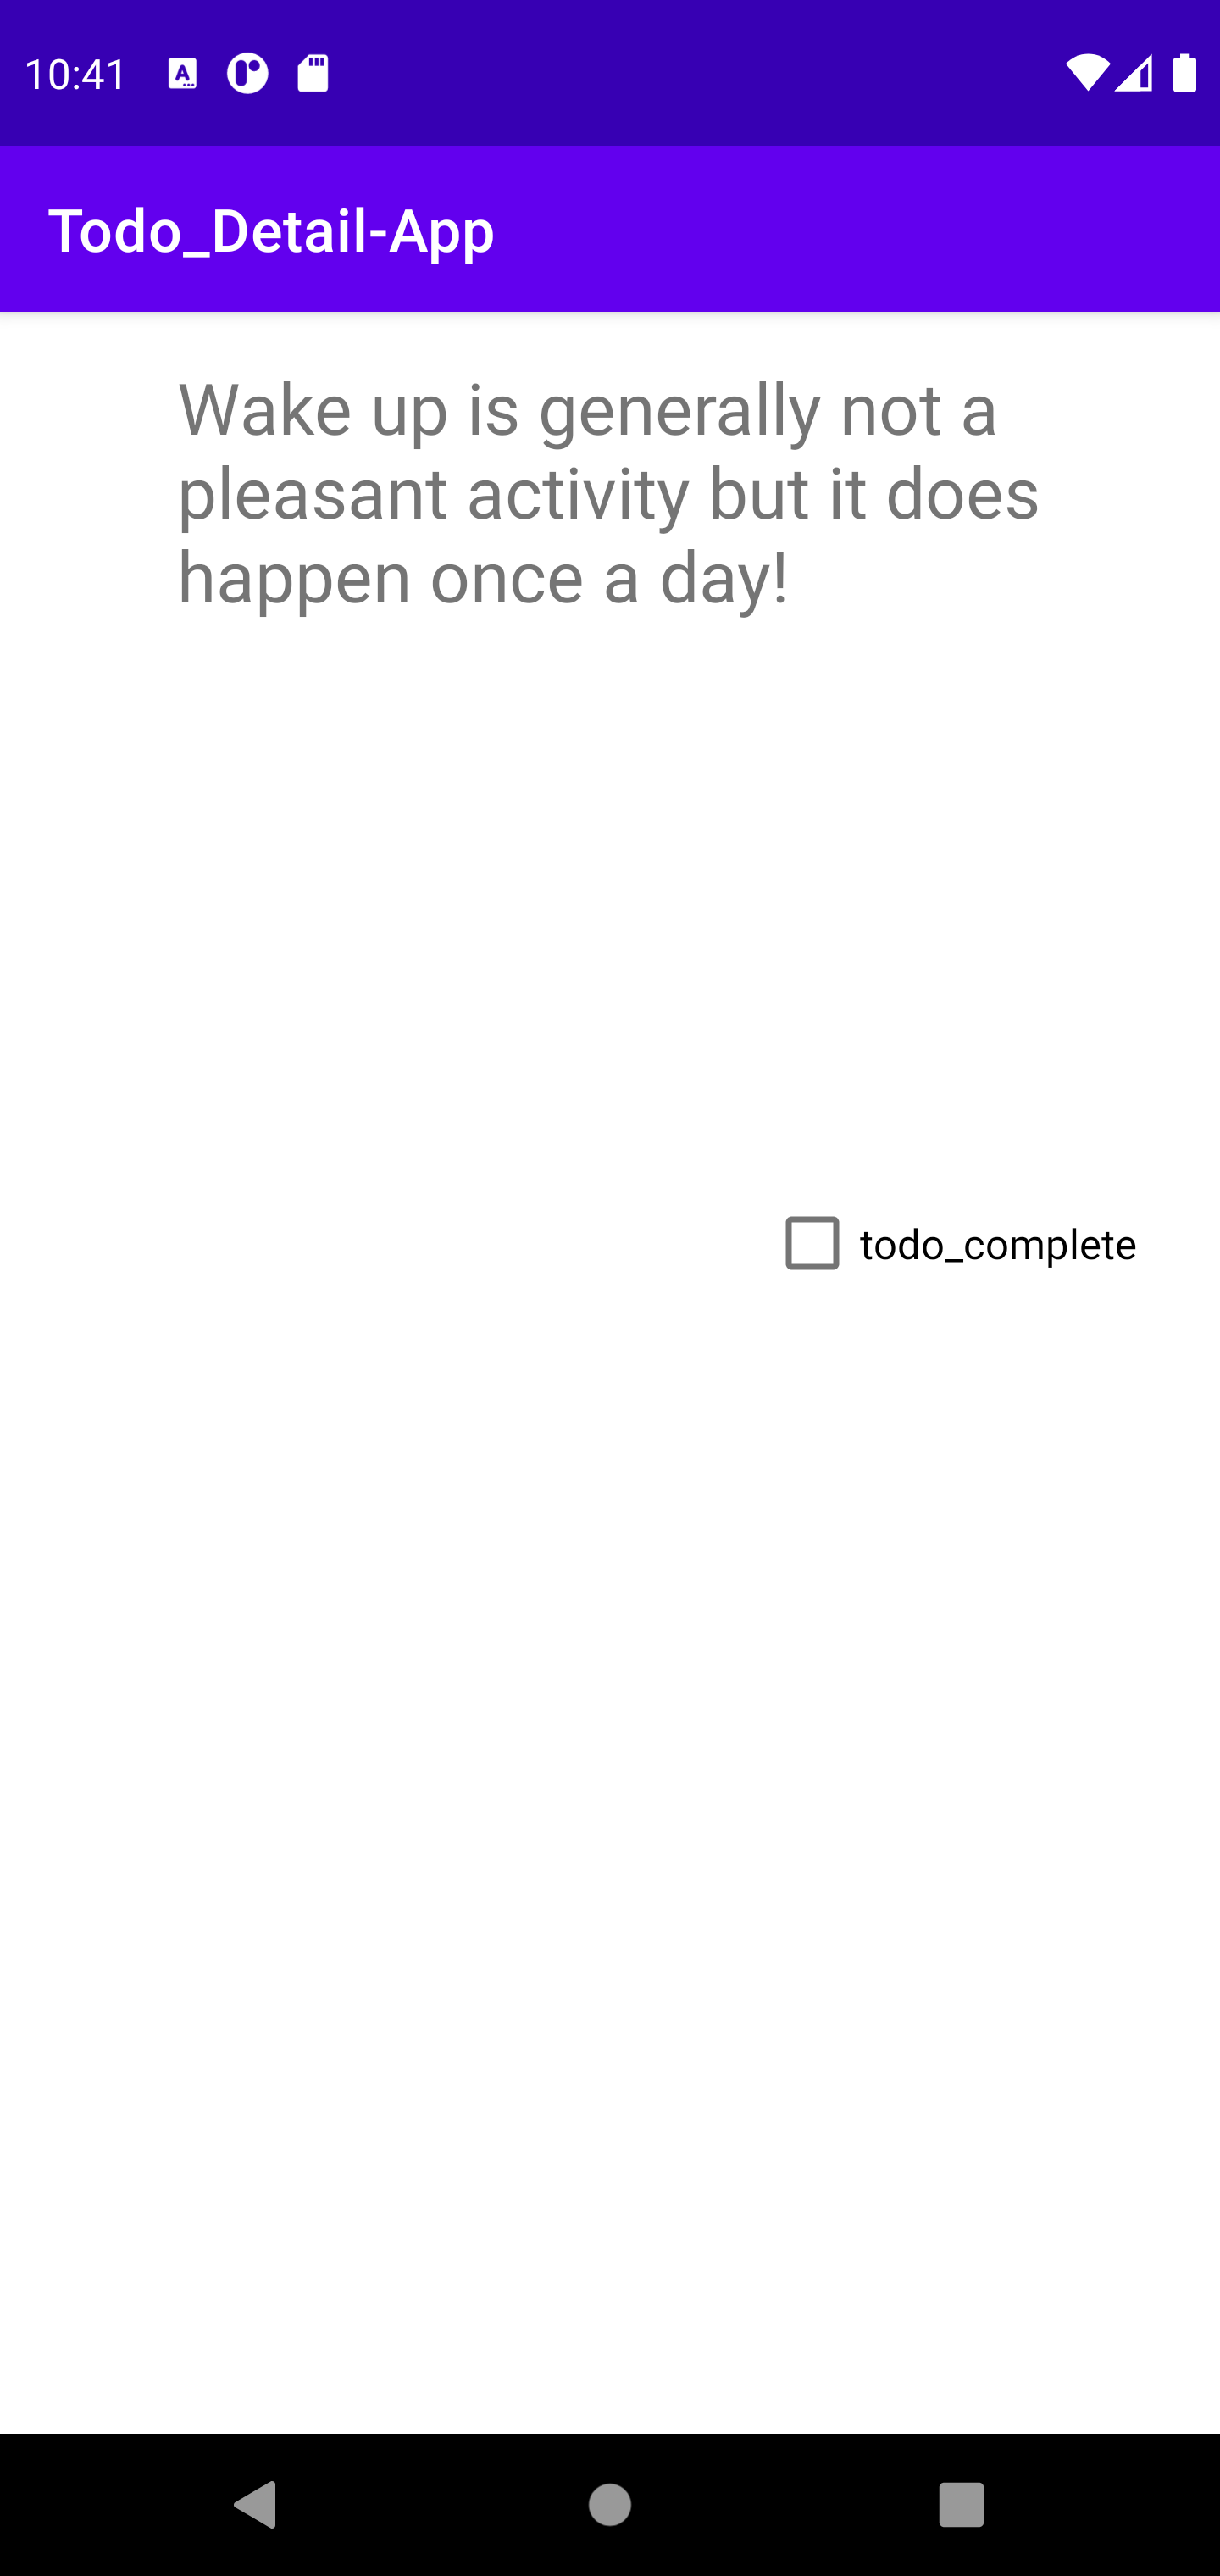 10:41
Todo_Detail-App
Wake up is generally not a
pleasant activity but it does
happen once a day!
todo_complete